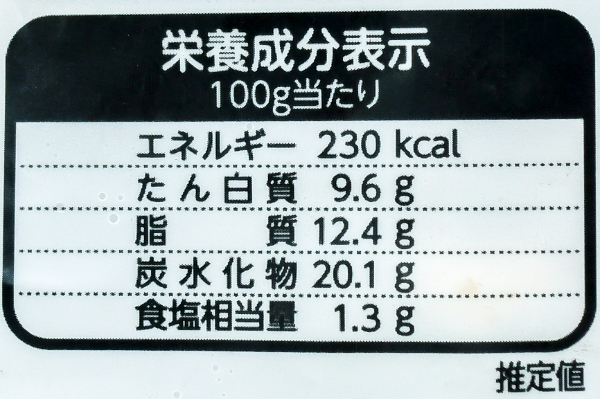 栄養成分表示
100g当たり
エネルギー 230 kcal
たん白質 9.6 g
脂質 12.4 g
炭水化物 20.1 g
食塩相当量 1.3 g
推定値